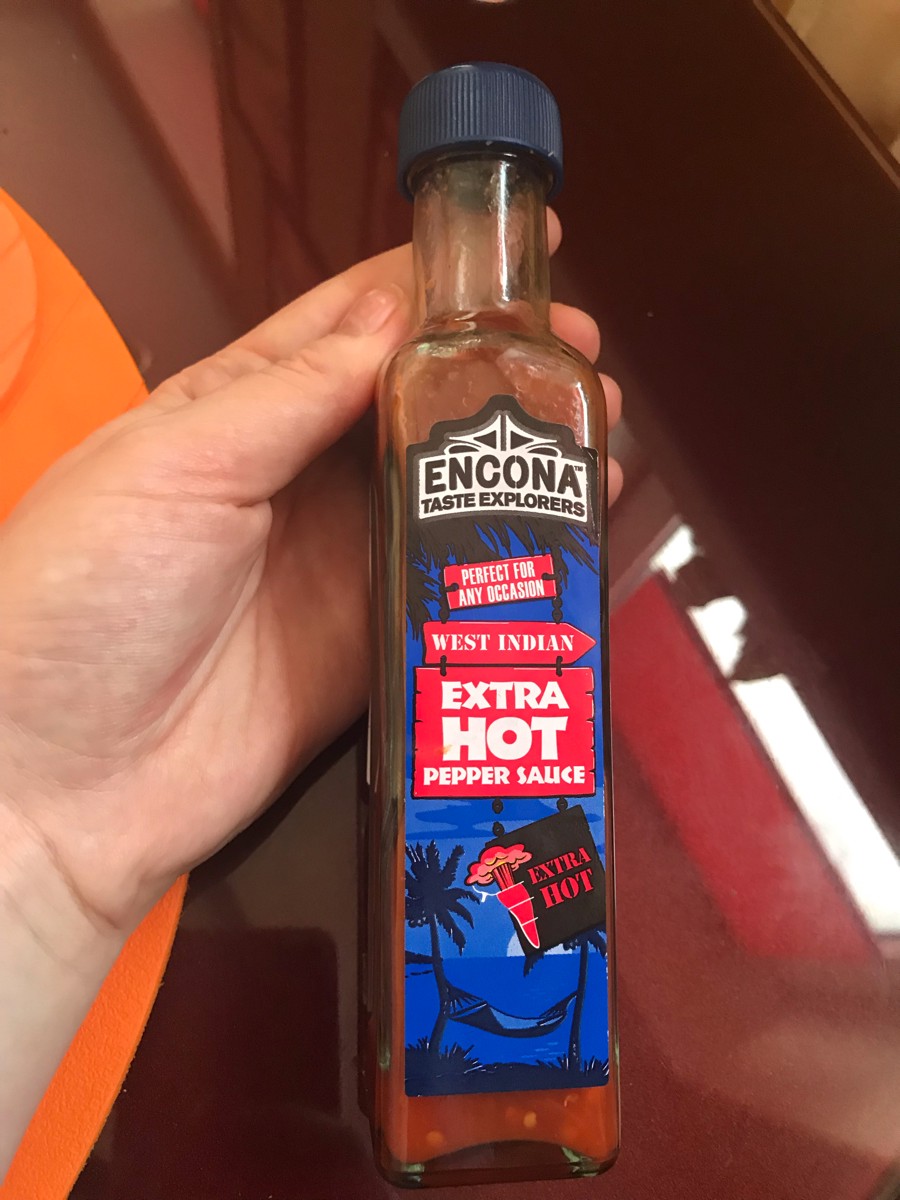 ENCONA™
TASTE EXPLORERS
PERFECT FOR
ANY OCCASION
WEST INDIAN
EXTRA
HOT
PEPPER SAUCE
EXTRA
HOT